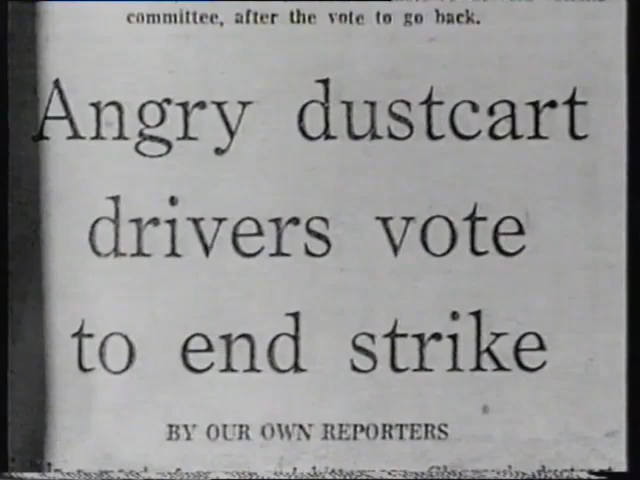 committee, after the vote to go back.
Angry dustcart
drivers vote
to end strike
BY OUR OWN REPORTERS